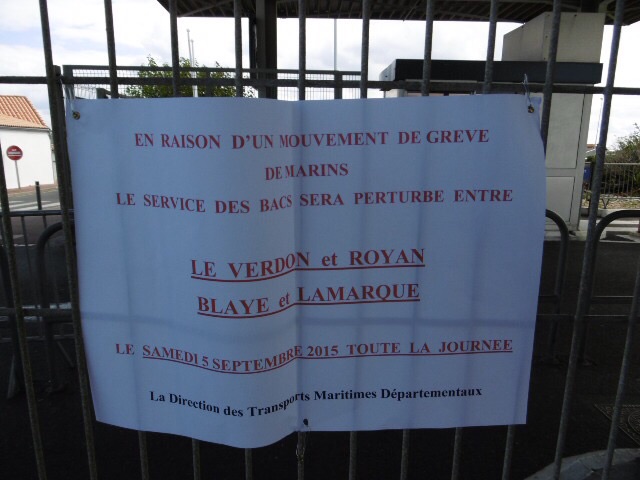 EN RAISON D'UN MOUVEMENT DE GREVE
DE MARINS
LE SERVICE DES BACS SERA PERTURBE ENTRE
LE VERDON et ROYAN
BLAYE et LAMARQUE
LE SAMEDI 5 SEPTEMBRE 2015 TOUTE LA JOURNEE
La Direction des Transports Maritimes Départementaux